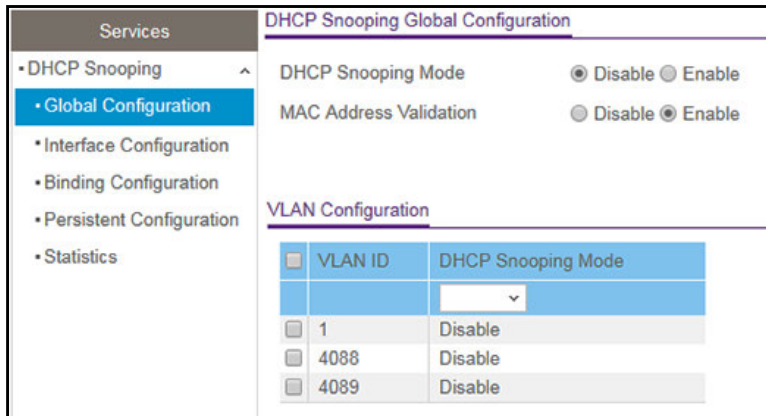 Services
DHCP Snooping
Global Configuration
Interface Configuration
Binding Configuration
Persistent Configuration
Statistics
DHCP Snooping Global Configuration
DHCP Snooping Mode Disable Enable
MAC Address Validation Disable Enable
VLAN Configuration
VLAN ID DHCP Snooping Mode
1 Disable
4088 Disable
4089 Disable